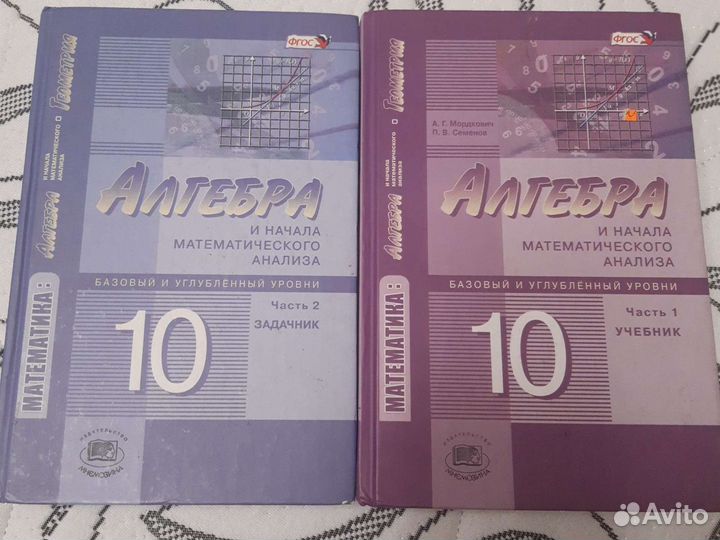 ФГОС
АЛГЕБРА
И НАЧАЛА
МАТЕМАТИЧЕСКОГО
АНАЛИЗА
БАЗОВЫЙ И УГЛУБЛЁННЫЙ УРОВНИ
Часть 2
ЗАДАЧНИК
10
МАТЕМАТИКА:
АЛГЕБРА
И НАЧАЛА
МАТЕМАТИЧЕСКОГО
АНАЛИЗА
ГЕОМЕТРИЯ
ИЗДАТЕЛЬСТВО
МНЕМОЗИНА
ФГОС
А. Г. Мордкович
П. В. Семенов
АЛГЕБРА
И НАЧАЛА
МАТЕМАТИЧЕСКОГО
АНАЛИЗА
БАЗОВЫЙ И УГЛУБЛЁННЫЙ УРОВНИ
Часть 1
УЧЕБНИК
10
МАТЕМАТИКА:
АЛГЕБРА
И НАЧАЛА
МАТЕМАТИЧЕСКОГО
АНАЛИЗА
ГЕОМЕТРИЯ
ИЗДАТЕЛЬСТВО
МНЕМОЗИНА
Avito